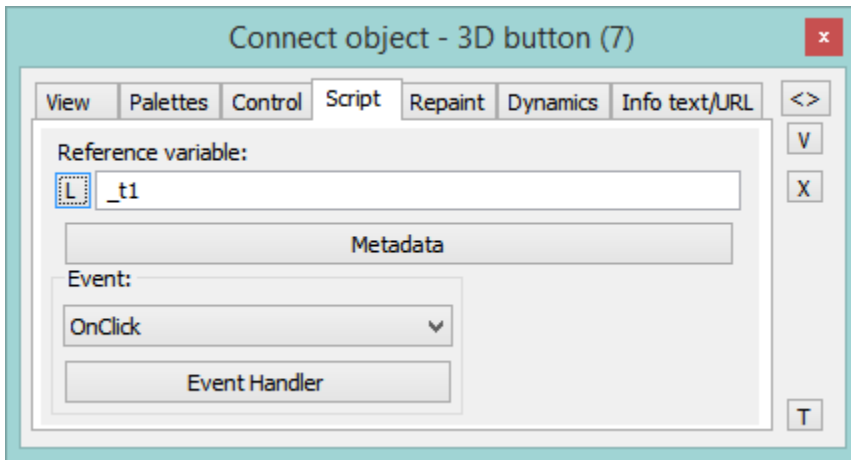 Connect object - 3D button (7)
x
View Palettes Control Script Repaint Dynamics Info text/URL <>
V
Reference variable:
L _t1 X
Metadata
Event:
OnClick
Event Handler
T